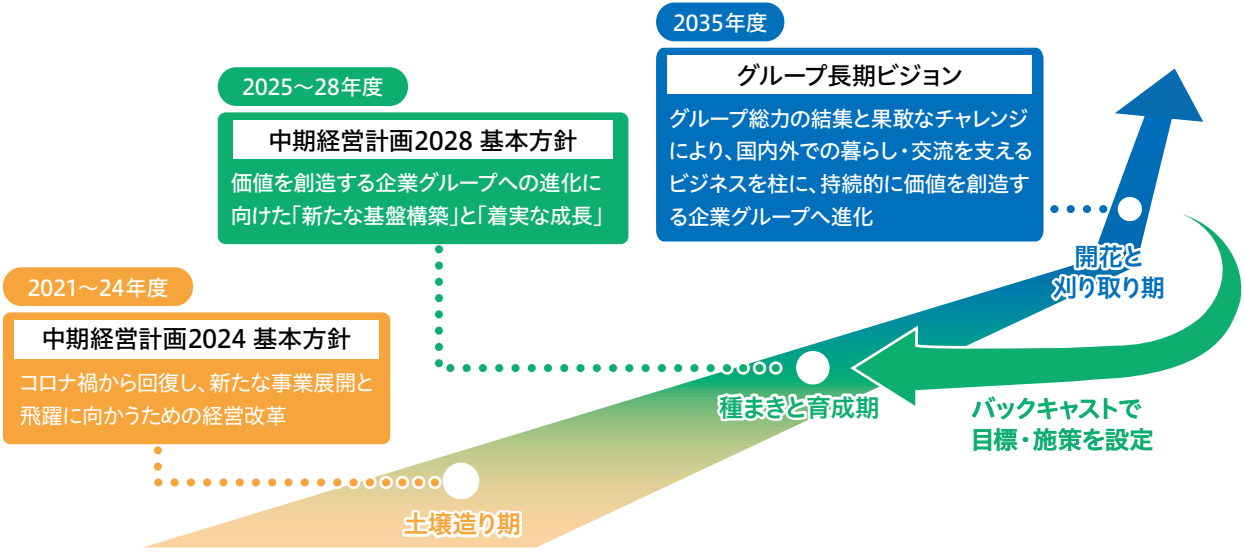 2021～24年度
中期経営計画2024 基本方針
コロナ禍から回復し、新たな事業展開と
飛躍に向かうための経営改革
土壌造り期
2025～28年度
中期経営計画2028 基本方針
価値を創造する企業グループへの進化に
向けた「新たな基盤構築」と「着実な成長」
種まきと育成期
2035年度
グループ長期ビジョン
グループ総力の結集と果敢なチャレンジ
により、国内外での暮らし・交流を支える
ビジネスを柱に、持続的に価値を創造す
る企業グループへ進化
開花と
刈り取り期
バックキャストで
目標・施策を設定